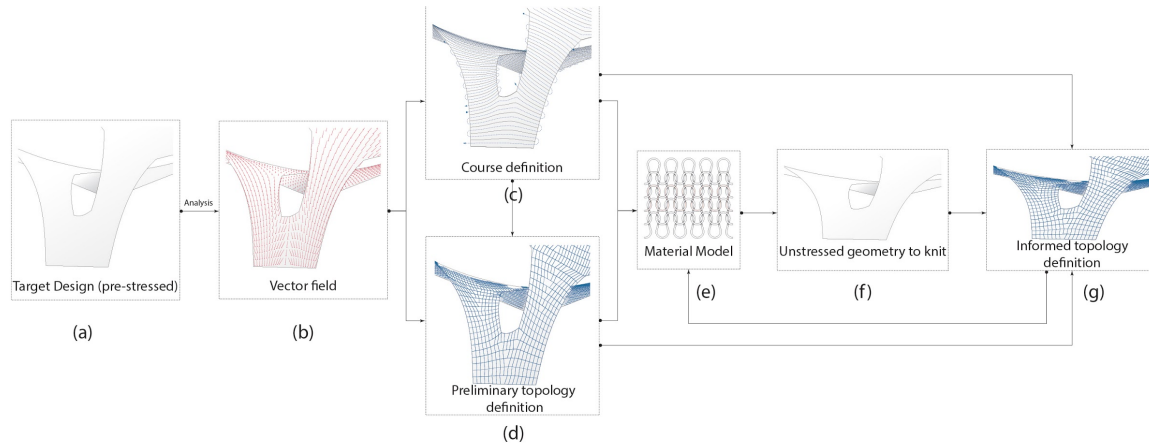 Target Design (pre-stressed)
(a)
Analysis
Vector field
(b)
Course definition
(c)
Preliminary topology
definition
(d)
Material Model
(e)
Unstressed geometry to knit
(f)
Informed topology
definition
(g)